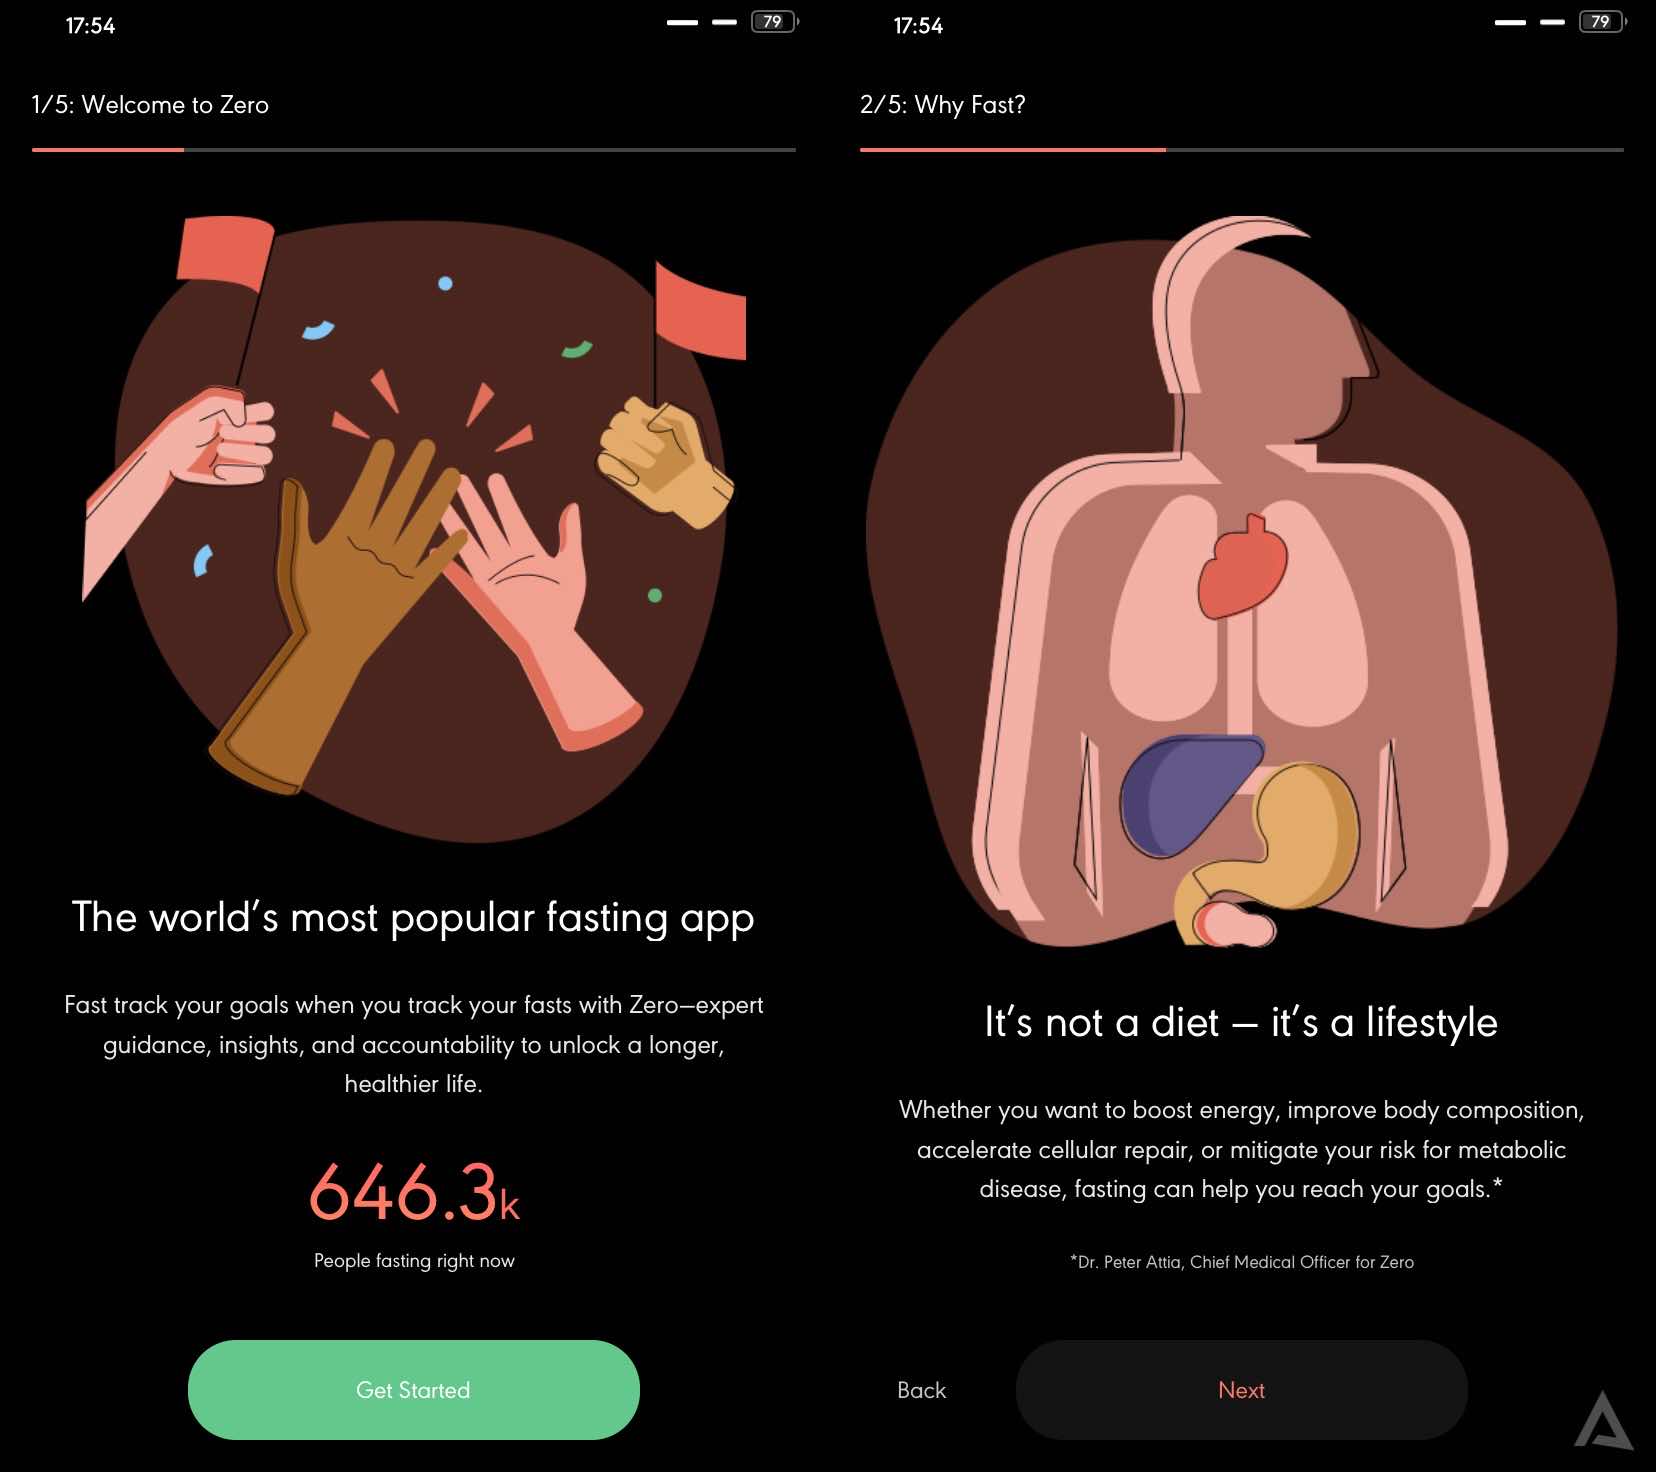 17:54
79
1/5: Welcome to Zero
The world’s most popular fasting app
Fast track your goals when you track your fasts with Zero—expert
guidance, insights, and accountability to unlock a longer,
healthier life.
646.3k
People fasting right now
Get Started
17:54
79
2/5: Why Fast?
It’s not a diet – it’s a lifestyle
Whether you want to boost energy, improve body composition,
accelerate cellular repair, or mitigate your risk for metabolic
disease, fasting can help you reach your goals.*
*Dr. Peter Attia, Chief Medical Officer for Zero
Back
Next